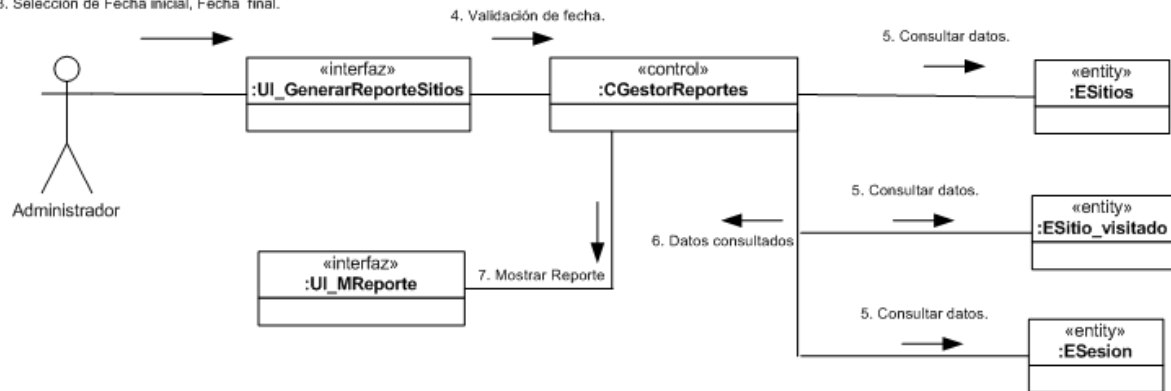 3. Selección de Fecha inicial, Fecha final.
4. Validación de fecha.
5. Consultar datos.
«interfaz»
:UI_GenerarReporteSitios
«control»
:CGestorReportes
«entity»
:ESitios
Administrador
5. Consultar datos.
«entity»
:ESitio_visitado
6. Datos consultados
«interfaz»
:UI_MReporte
7. Mostrar Reporte
5. Consultar datos.
«entity»
:ESesion